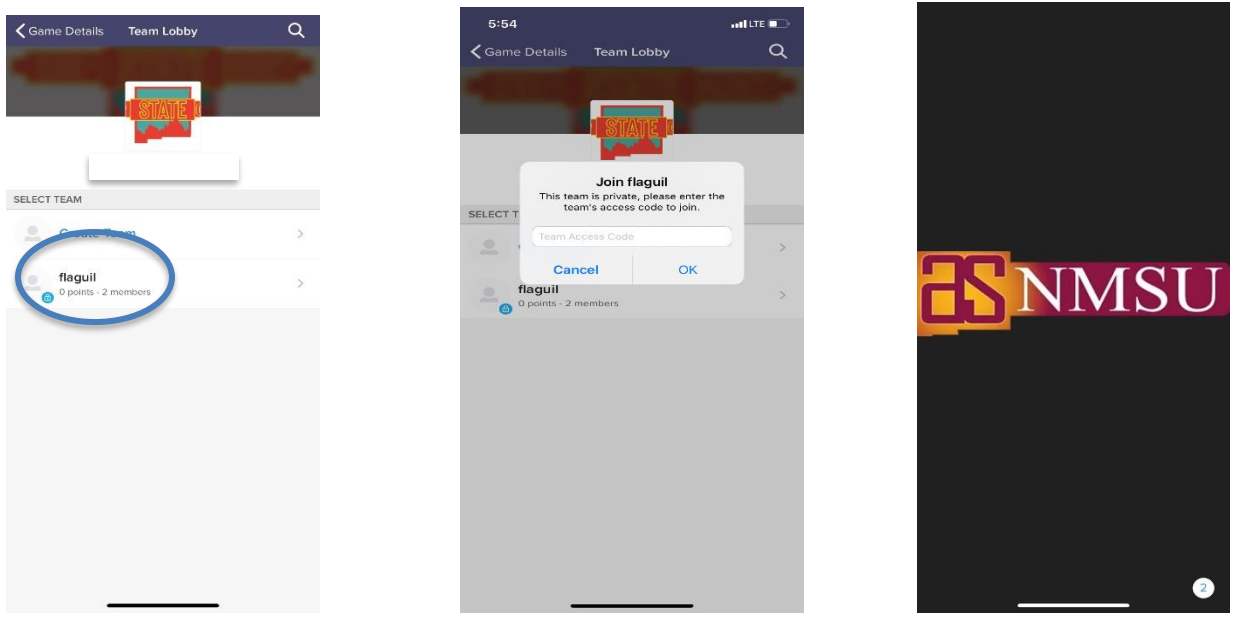 Game Details Team Lobby
STATE
SELECT TEAM
Create Team
flaguil
0 points - 2 members
5:54 LTE
Game Details Team Lobby
STATE
Join flaguil
This team is private, please enter the
team's access code to join.
SELECT T
Team Access Code
Cancel OK
flaguil
0 points - 2 members
as NMSU
2